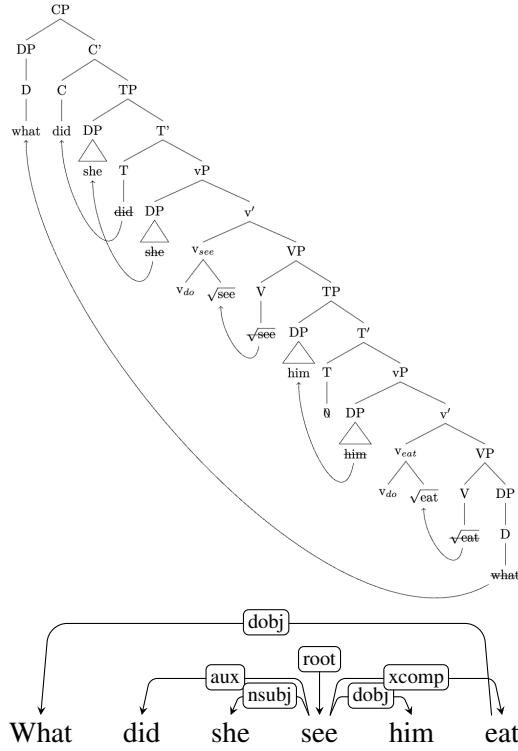 CP
DP C'
D C TP
what did DP T'
she T vP
did DP v'
she v_see VP
v_do √see V TP
√see DP T'
him T vP
∅ DP v'
him v_eat VP
v_do √eat V DP
√eat D
what
dobj
root
aux xcomp
nsubj dobj
What did she see him eat